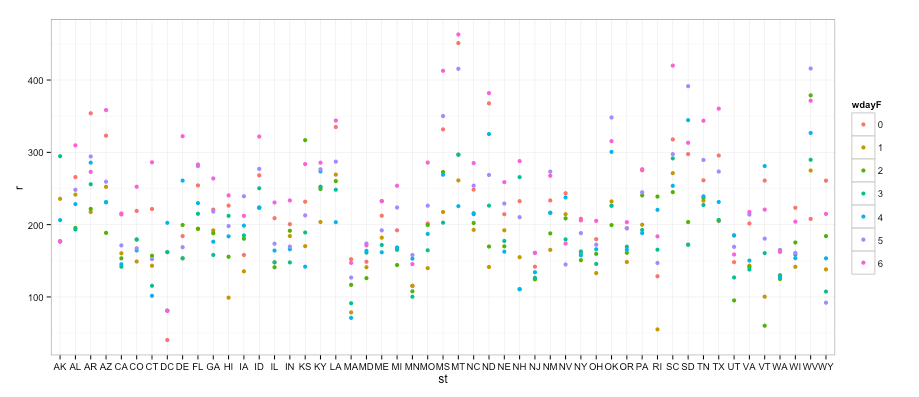 400
300
200
100
r
AK AL AR AZ CA CO CT DC DE FL GA HI IA ID IL IN KS KY LA MA MD ME MI MN MO MS MT NC ND NE NH NJ NM NV NY OH OK OR PA RI SC SD TN TX UT VA VT WA WI WV WY
st
wdayF
0
1
2
3
4
5
6